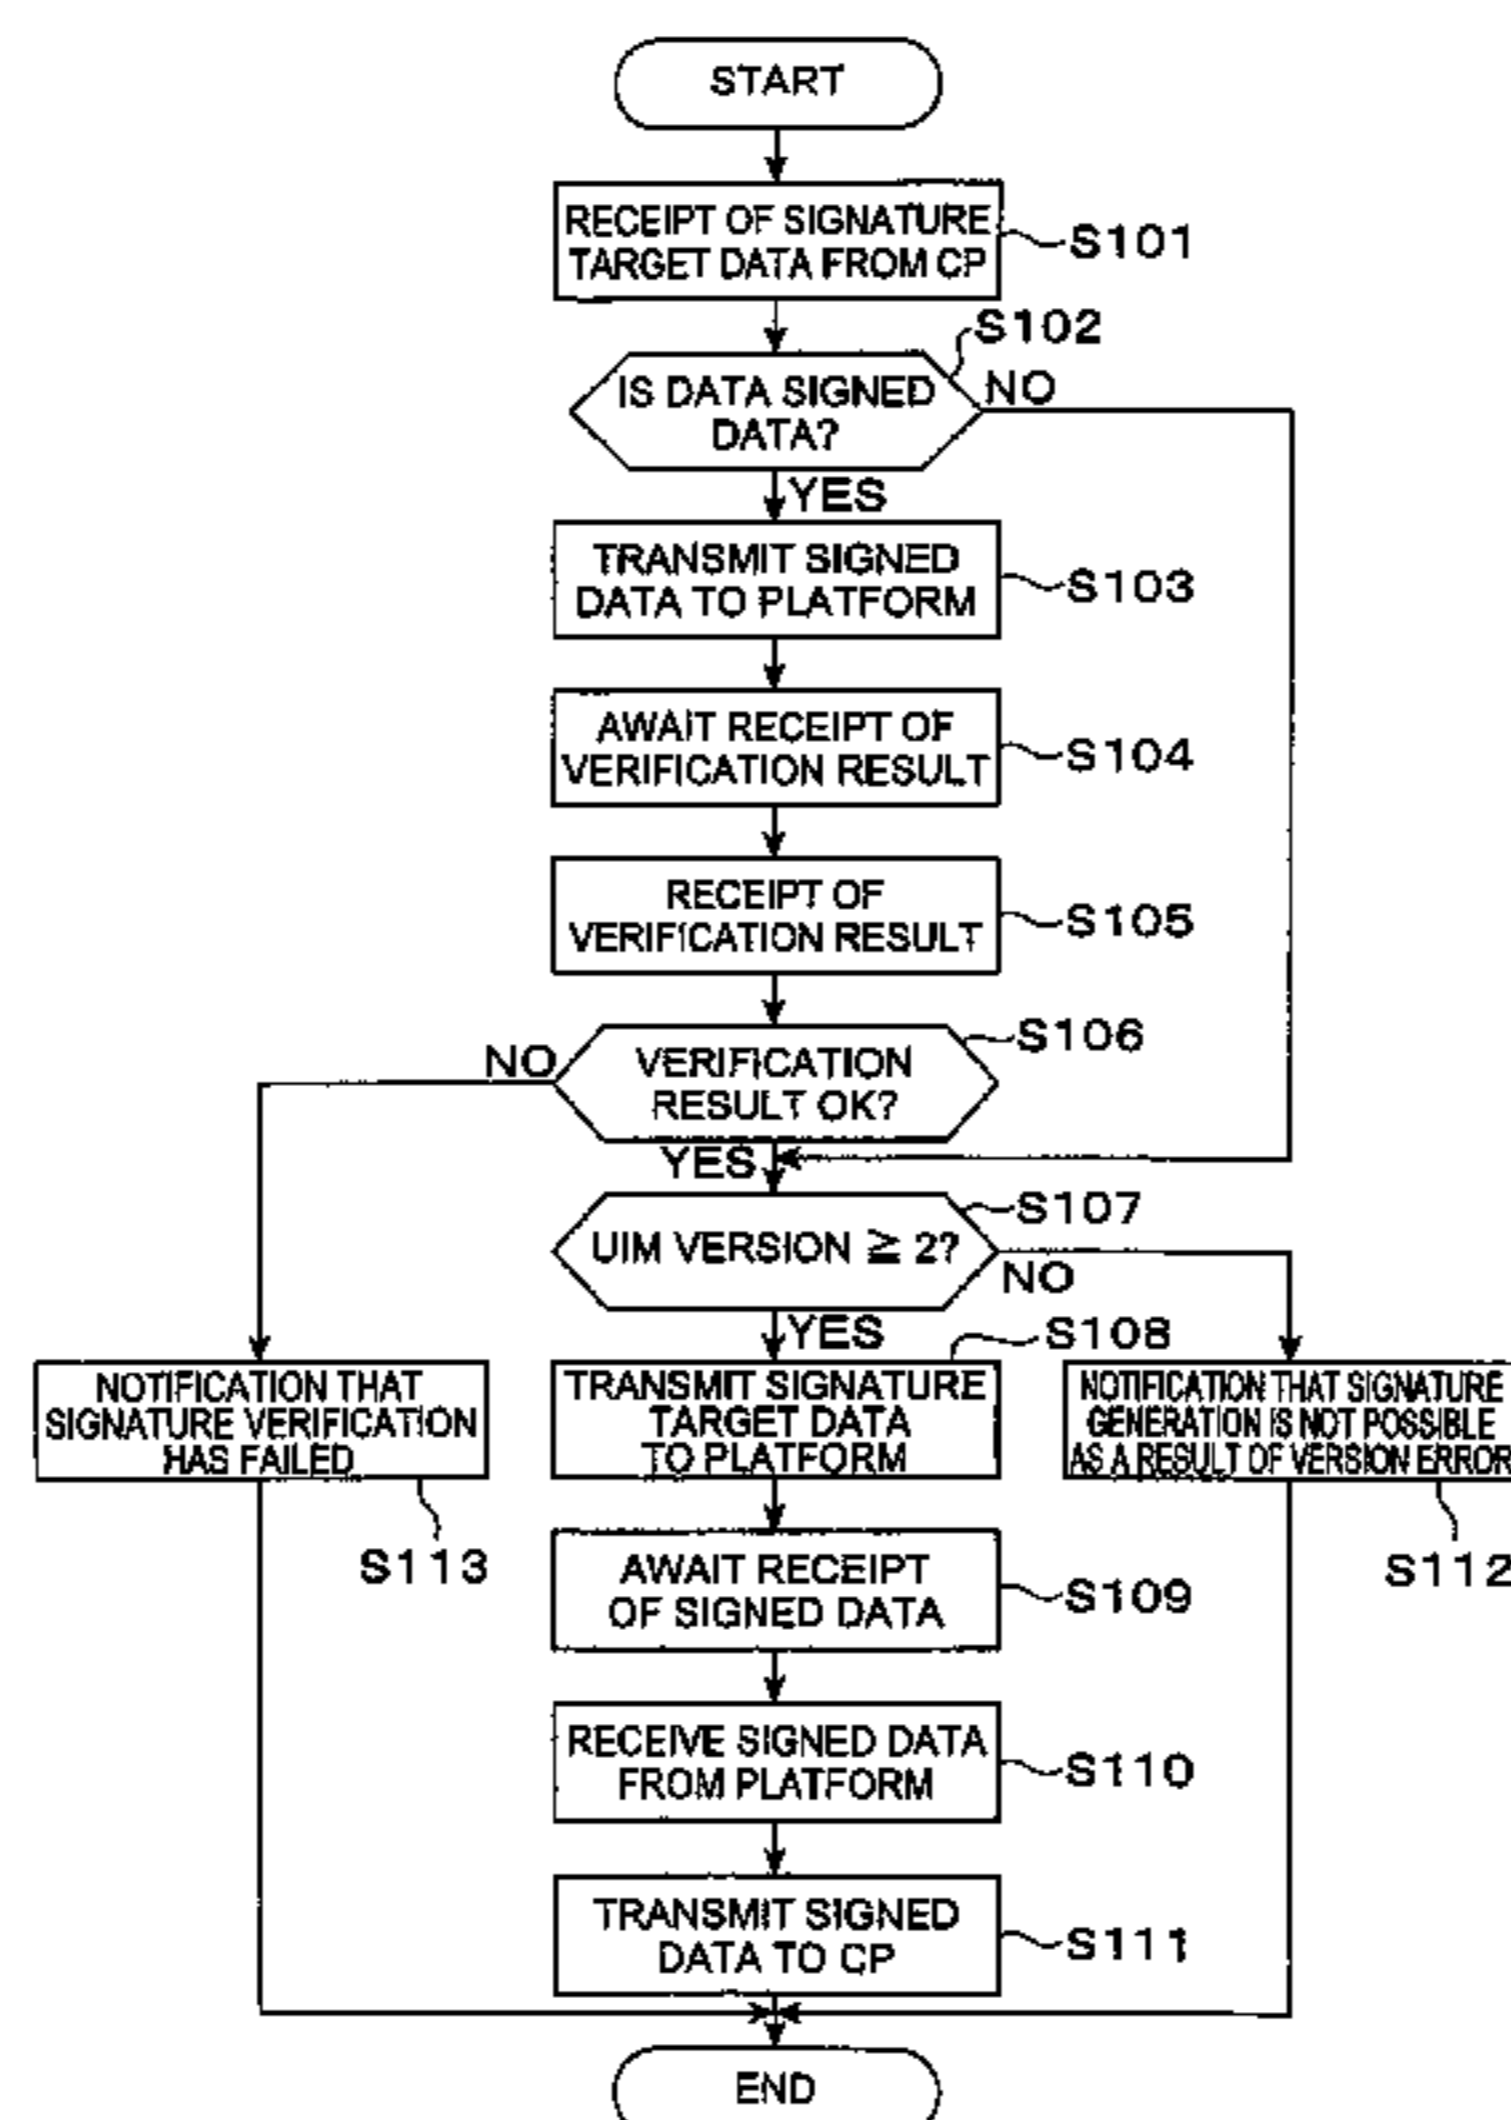 START
RECEIPT OF SIGNATURE
TARGET DATA FROM CP
S101
S102
IS DATA SIGNED
DATA?
NO
YES
TRANSMIT SIGNED
DATA TO PLATFORM
S103
AWAIT RECEIPT OF
VERIFICATION RESULT
S104
RECEIPT OF
VERIFICATION RESULT
S105
S106
NO
VERIFICATION
RESULT OK?
YES
S107
UIM VERSION ≧ 2?
NO
YES
S108
NOTIFICATION THAT
SIGNATURE VERIFICATION
HAS FAILED
S113
TRANSMIT SIGNATURE
TARGET DATA
TO PLATFORM
NOTIFICATION THAT SIGNATURE
GENERATION IS NOT POSSIBLE
AS A RESULT OF VERSION ERROR
S112
AWAIT RECEIPT
OF SIGNED DATA
S109
RECEIVE SIGNED DATA
FROM PLATFORM
S110
TRANSMIT SIGNED
DATA TO CP
S111
END